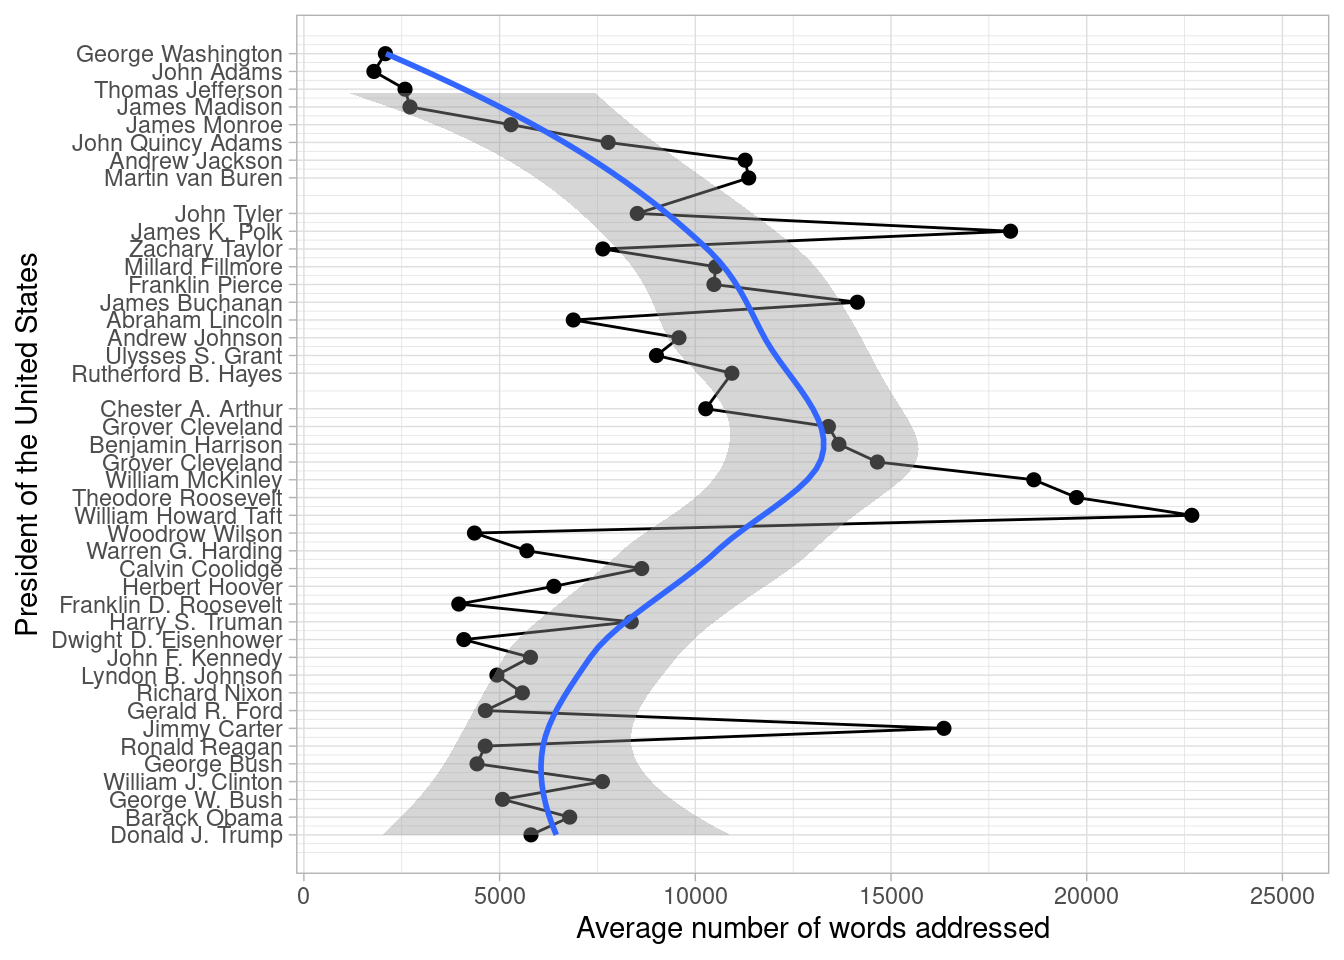 President of the United States
George Washington
John Adams
Thomas Jefferson
James Madison
James Monroe
John Quincy Adams
Andrew Jackson
Martin van Buren
John Tyler
James K. Polk
Zachary Taylor
Millard Fillmore
Franklin Pierce
James Buchanan
Abraham Lincoln
Andrew Johnson
Ulysses S. Grant
Rutherford B. Hayes
Chester A. Arthur
Grover Cleveland
Benjamin Harrison
Grover Cleveland
William McKinley
Theodore Roosevelt
William Howard Taft
Woodrow Wilson
Warren G. Harding
Calvin Coolidge
Herbert Hoover
Franklin D. Roosevelt
Harry S. Truman
Dwight D. Eisenhower
John F. Kennedy
Lyndon B. Johnson
Richard Nixon
Gerald R. Ford
Jimmy Carter
Ronald Reagan
George Bush
William J. Clinton
George W. Bush
Barack Obama
Donald J. Trump
0 5000 10000 15000 20000 25000
Average number of words addressed